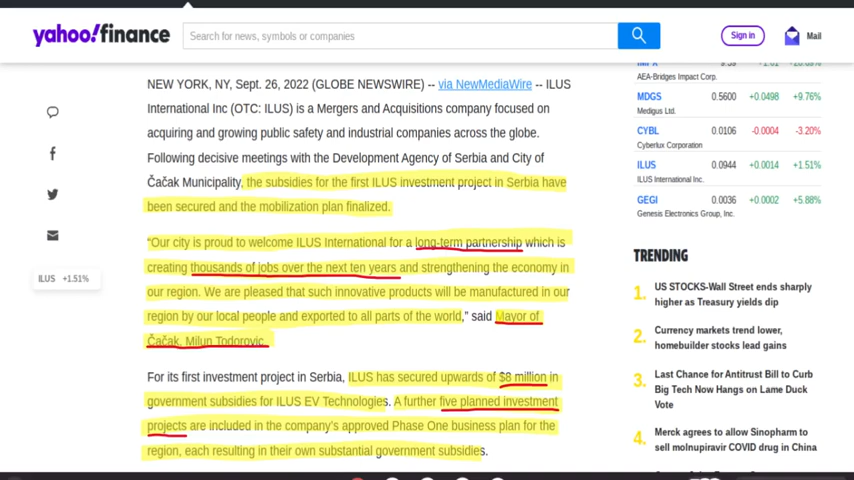 yahoo!finance
Search for news, symbols or companies
Sign in
Mail
NEW YORK, NY, Sept. 26, 2022 (GLOBE NEWSWIRE) -- via NewMediaWire -- ILUS
International Inc (OTC: ILUS) is a Mergers and Acquisitions company focused on
acquiring and growing public safety and industrial companies across the globe.
Following decisive meetings with the Development Agency of Serbia and City of
Čačak Municipality, the subsidies for the first ILUS investment project in Serbia have
been secured and the mobilization plan finalized.
“Our city is proud to welcome ILUS International for a long-term partnership which is
creating thousands of jobs over the next ten years and strengthening the economy in
our region. We are pleased that such innovative products will be manufactured in our
region by our local people and exported to all parts of the world,” said Mayor of
Čačak, Milun Todorovic.
For its first investment project in Serbia, ILUS has secured upwards of $8 million in
government subsidies for ILUS EV Technologies. A further five planned investment
projects are included in the company’s approved Phase One business plan for the
region, each resulting in their own substantial government subsidies.
ILUS +1.51%
AEA-Bridges Impact Corp.
MDGS 0.5600 +0.0498 +9.76%
Medigus Ltd.
CYBL 0.0106 -0.0004 -3.20%
Cyberlux Corporation
ILUS 0.0944 +0.0014 +1.51%
ILUS International Inc.
GEGI 0.0036 +0.0002 +5.88%
Genesis Electronics Group, Inc.
TRENDING
1. US STOCKS-Wall Street ends sharply
higher as Treasury yields dip
2. Currency markets trend lower,
homebuilder stocks lead gains
3. Last Chance for Antitrust Bill to Curb
Big Tech Now Hangs on Lame Duck
Vote
4. Merck agrees to allow Sinopharm to
sell molnupiravir COVID drug in China